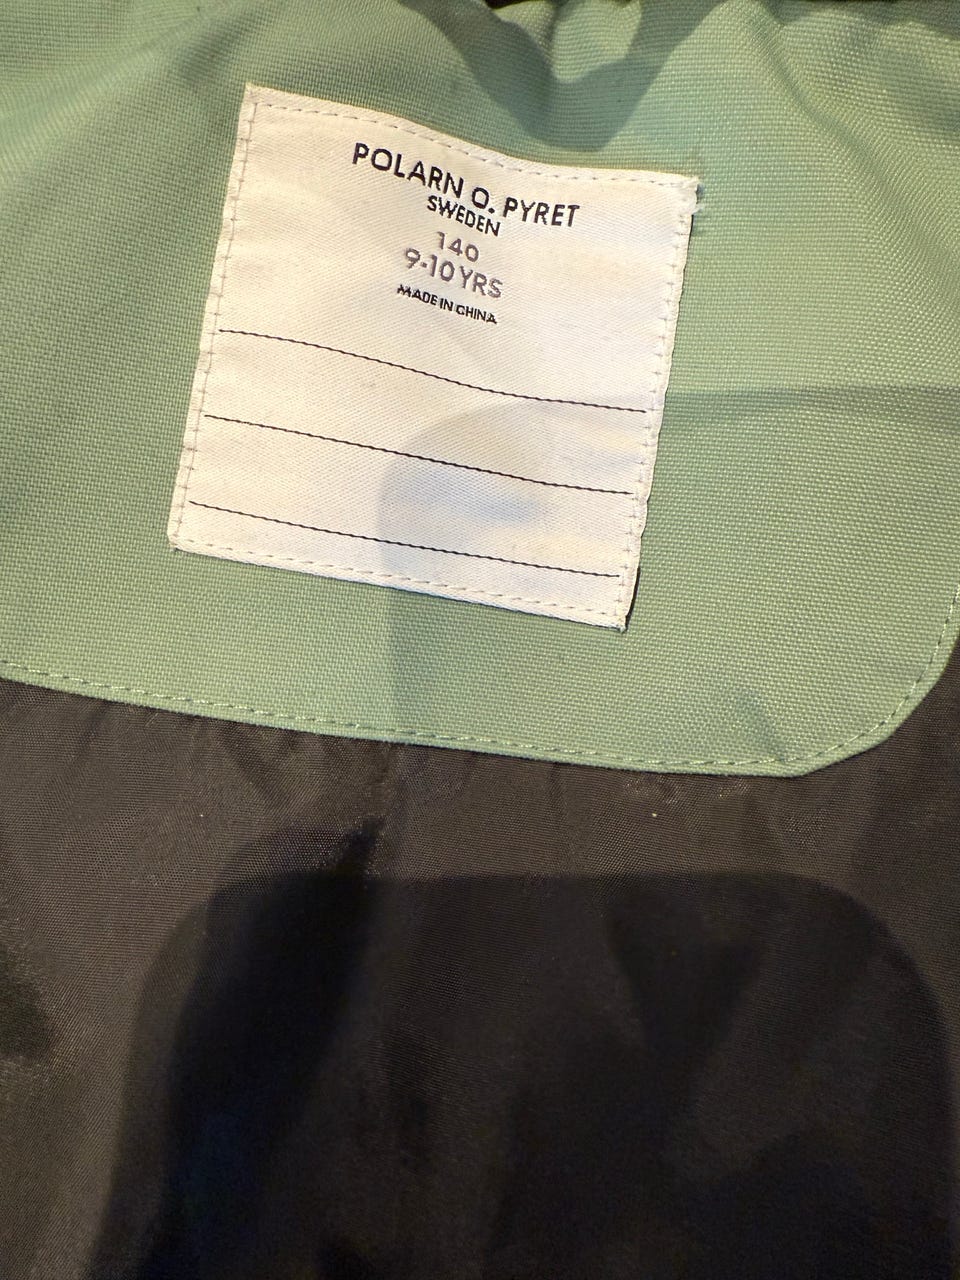 POLARN O. PYRET
SWEDEN
140
9-10 YRS
MADE IN CHINA